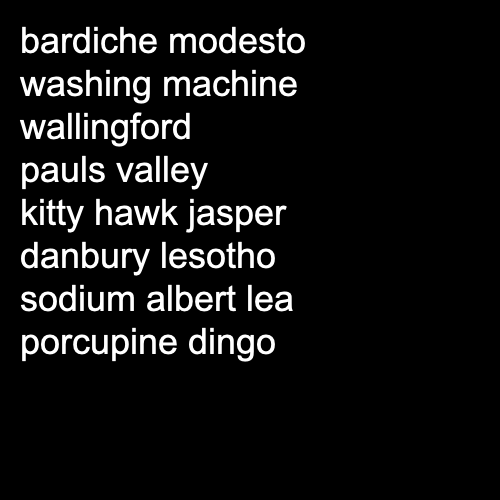 bardiche modesto
washing machine
wallingford
pauls valley
kitty hawk jasper
danbury lesotho
sodium albert lea
porcupine dingo